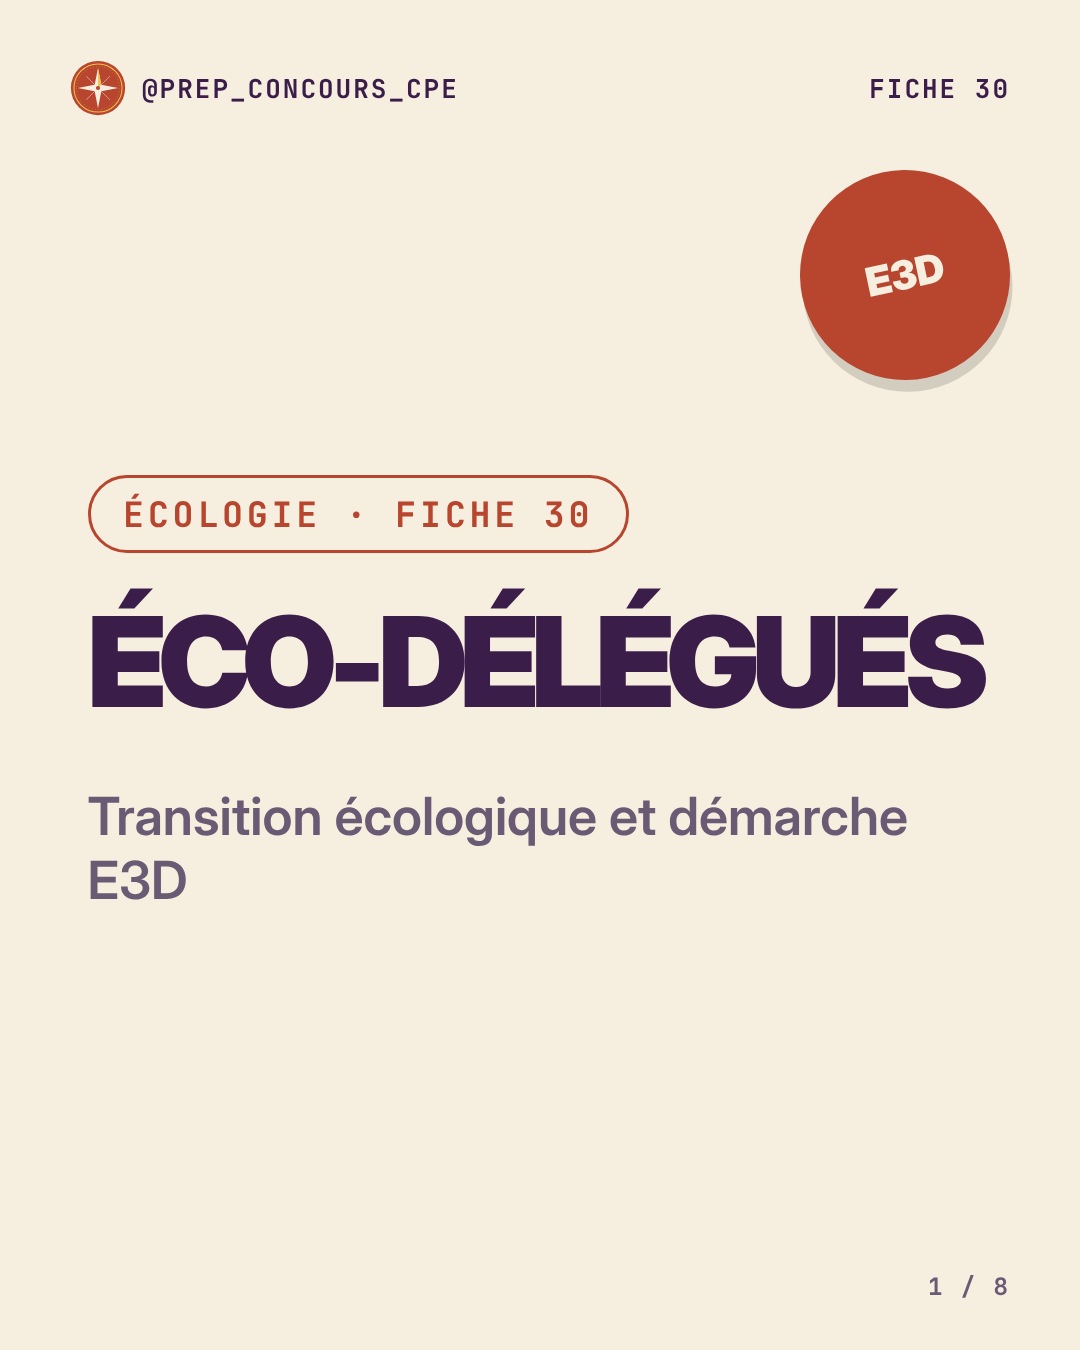 @PREP_CONCOURS_CPE
FICHE 30
E3D
ÉCOLOGIE · FICHE 30
ÉCO-DÉLÉGUÉS
Transition écologique et démarche
E3D
1 / 8